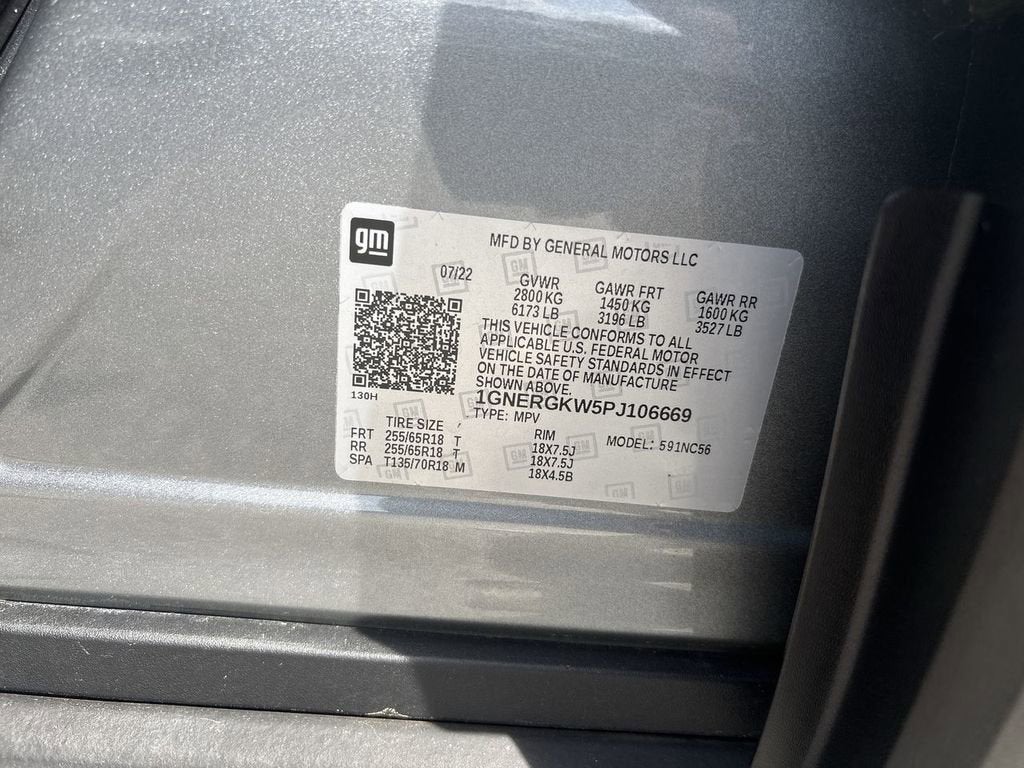 gm
MFD BY GENERAL MOTORS LLC
07/22
GVWR GAWR FRT GAWR RR
2800 KG 1450 KG 1600 KG
6173 LB 3196 LB 3527 LB
THIS VEHICLE CONFORMS TO ALL
APPLICABLE U.S. FEDERAL MOTOR
VEHICLE SAFETY STANDARDS IN EFFECT
ON THE DATE OF MANUFACTURE
SHOWN ABOVE.
130H
1GNERGKW5PJ106669
TYPE: MPV
TIRE SIZE RIM MODEL: 591NC56
FRT 255/65R18 T 18X7.5J
RR 255/65R18 T 18X7.5J
SPA T135/70R18 M 18X4.5B